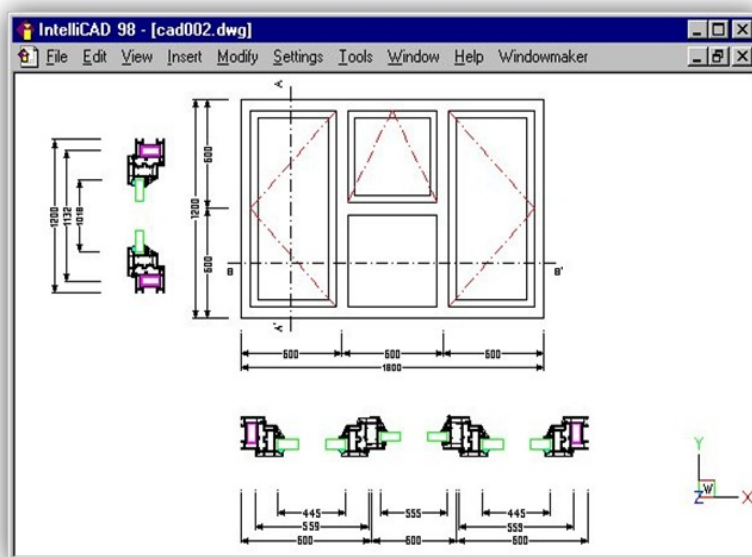 IntelliCAD 98 - [cad002.dwg]
File Edit View Insert Modify Settings Tools Window Help Windowmaker
A
1200
1132
1018
1200
600
600
B B'
A'
600 600 600
1800
Y
W
Z X
445 555 445
559 559
600 600 600